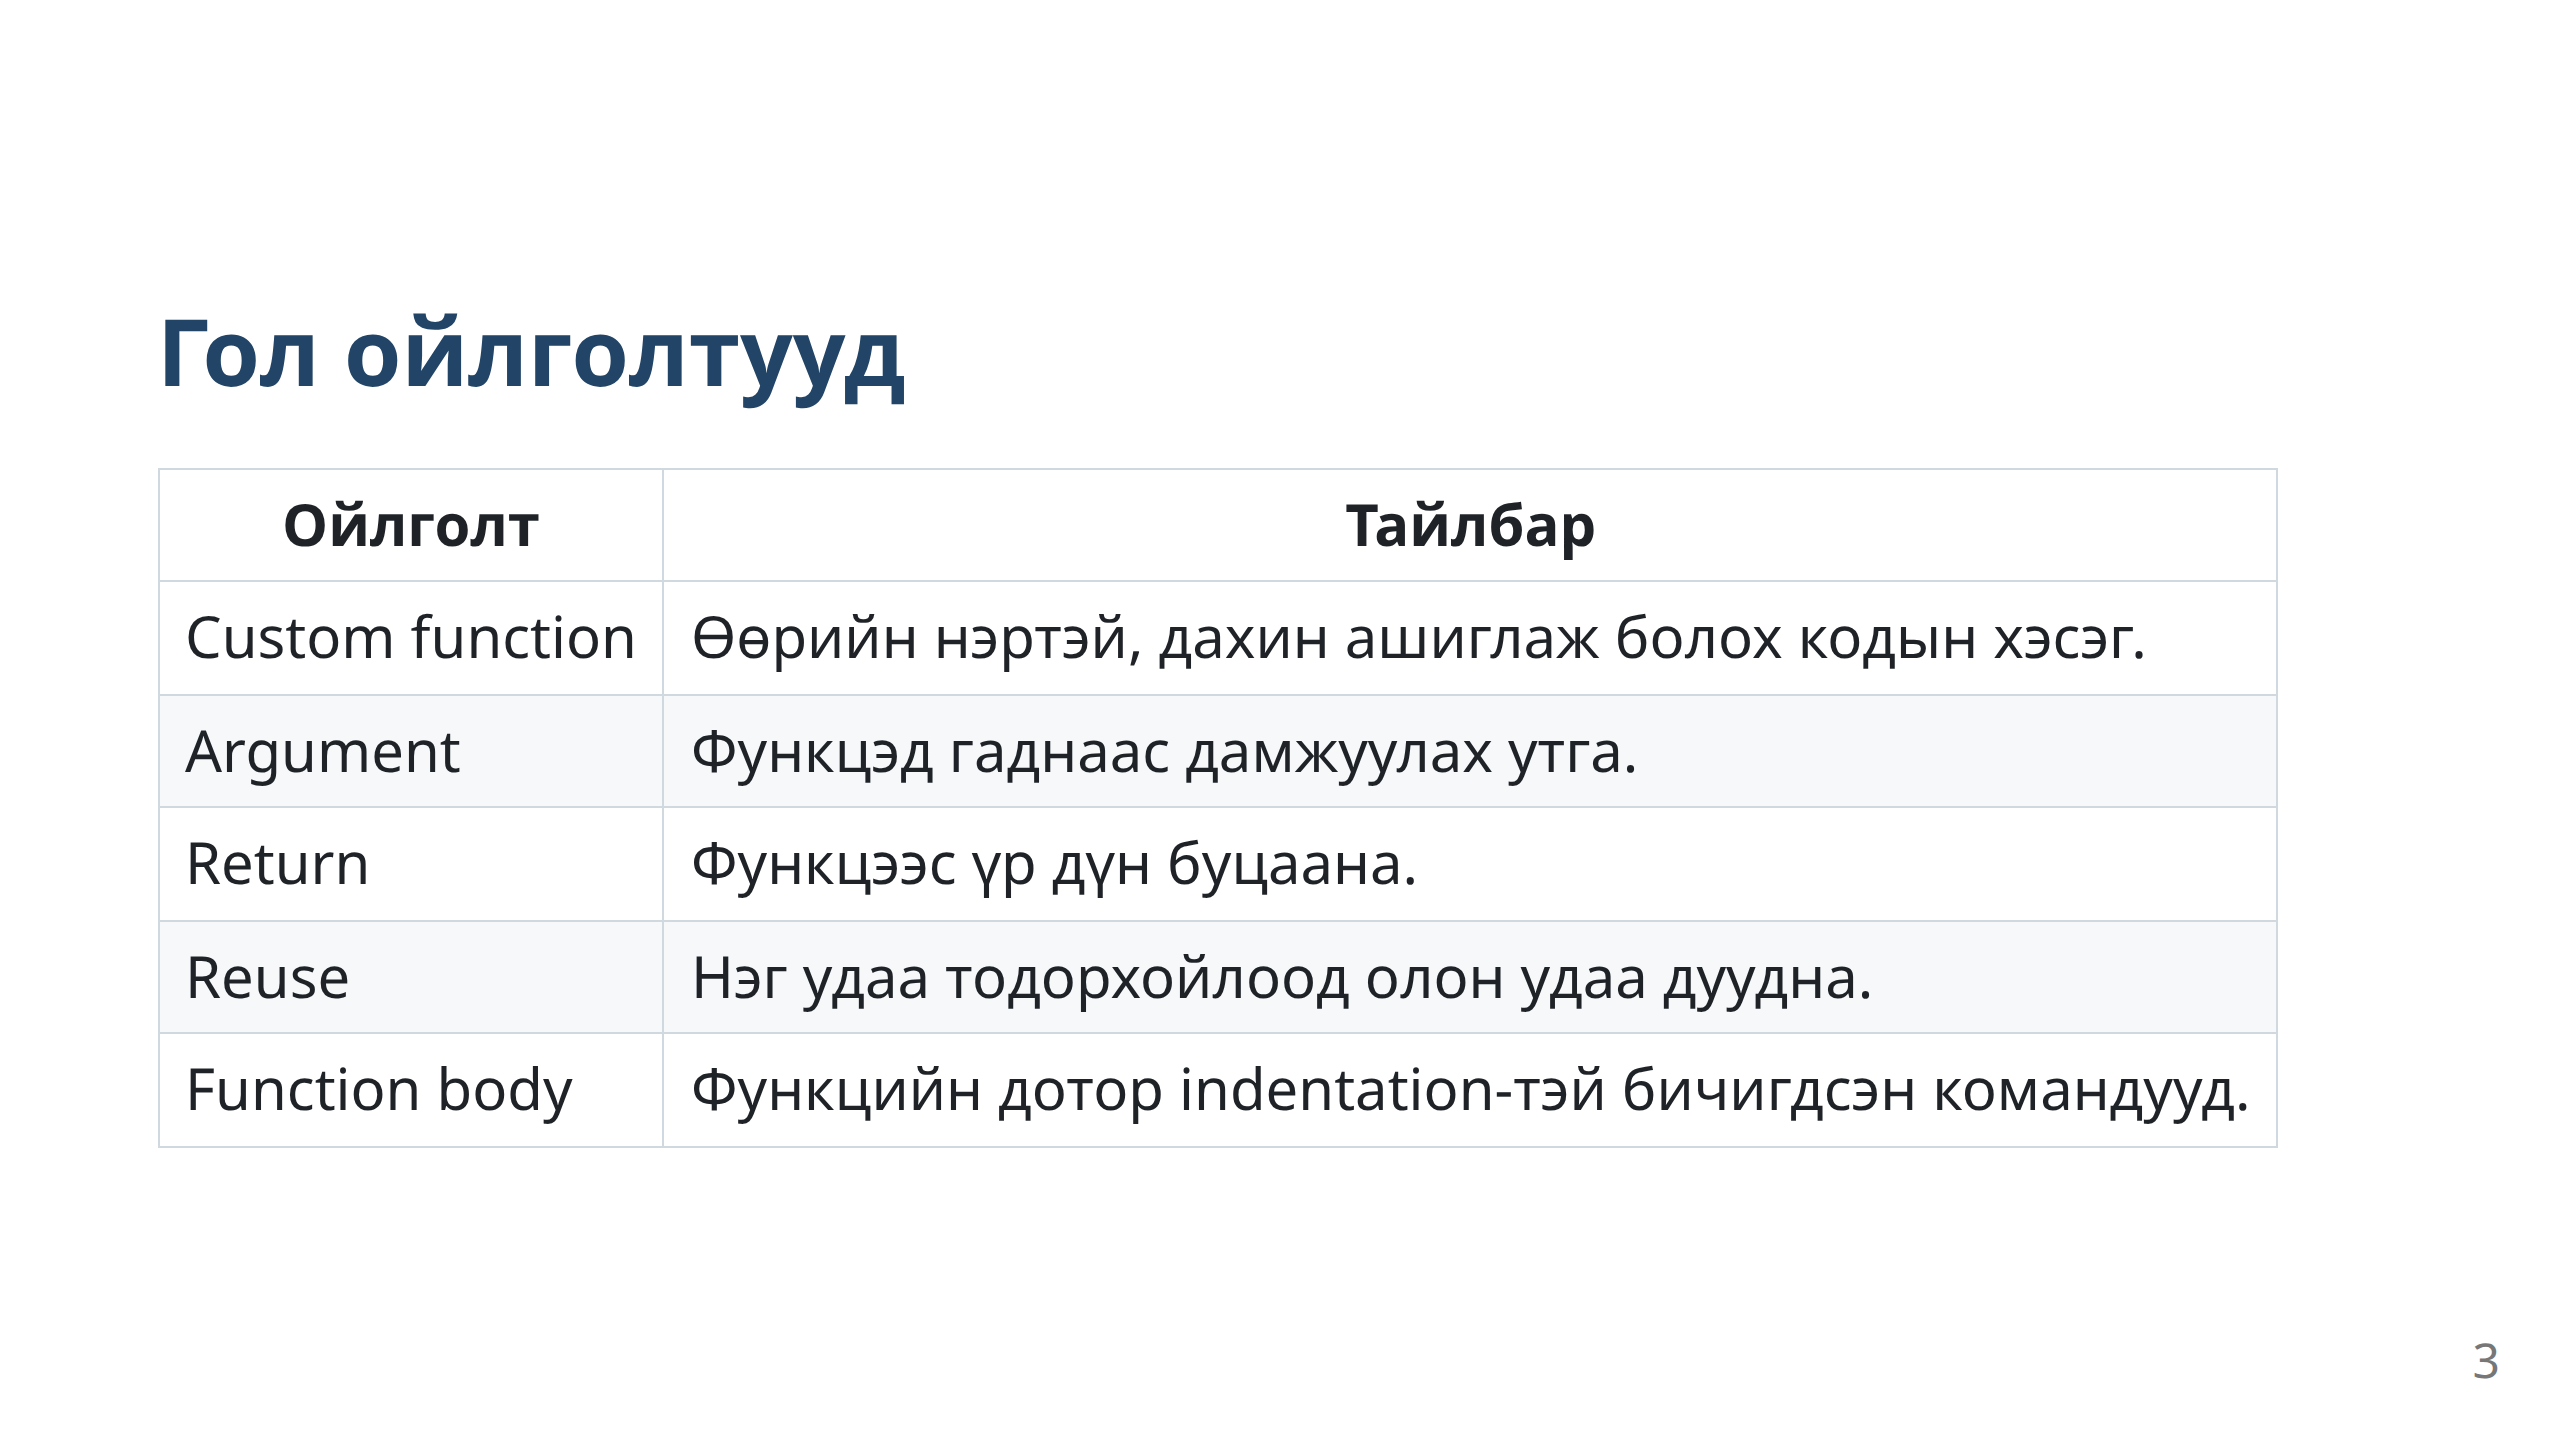 Гол ойлголтууд
Ойлголт Тайлбар
Custom function Өөрийн нэртэй, дахин ашиглаж болох кодын хэсэг.
Argument Функцэд гаднаас дамжуулах утга.
Return Функцээс үр дүн буцаана.
Reuse Нэг удаа тодорхойлоод олон удаа дуудна.
Function body Функцийн дотор indentation-тэй бичигдсэн командууд.
3